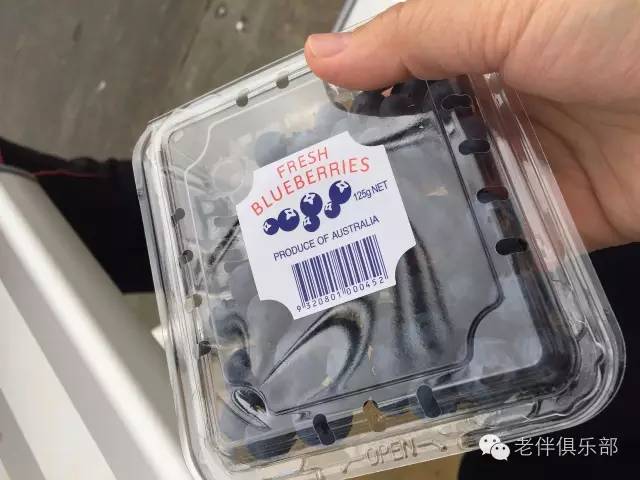 FRESH
BLUEBERRIES
125g NET
PRODUCE OF AUSTRALIA
9 320801 000452
OPEN
老伴俱乐部